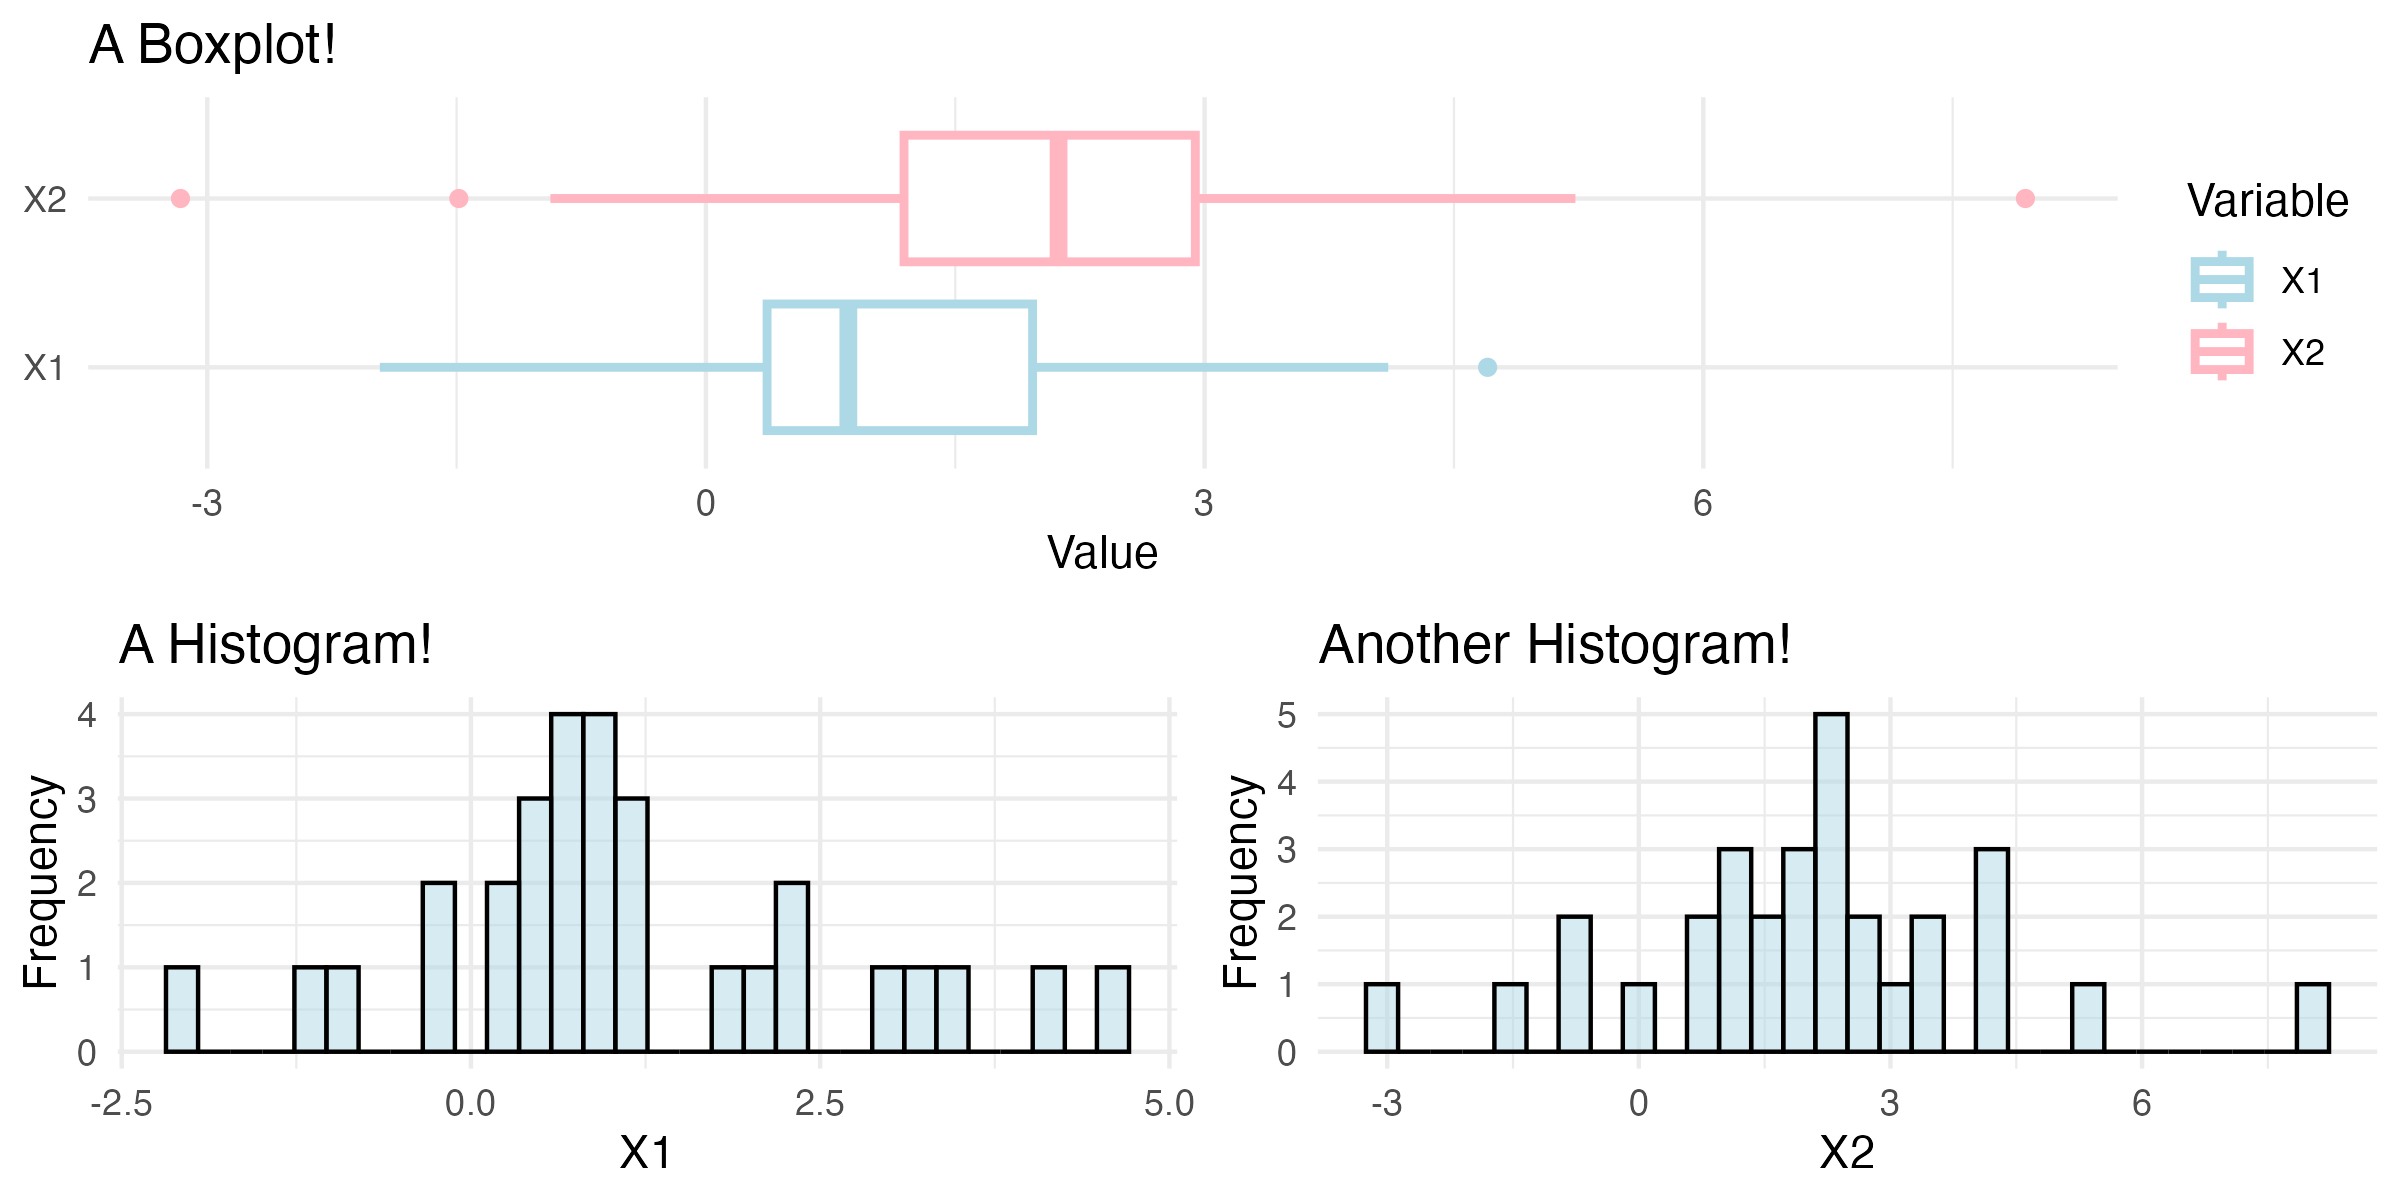 A Boxplot!
X2
X1
-3 0 3 6
Value
Variable
X1
X2
A Histogram!
Frequency
4
3
2
1
0
-2.5 0.0 2.5 5.0
X1
Another Histogram!
Frequency
5
4
3
2
1
0
-3 0 3 6
X2